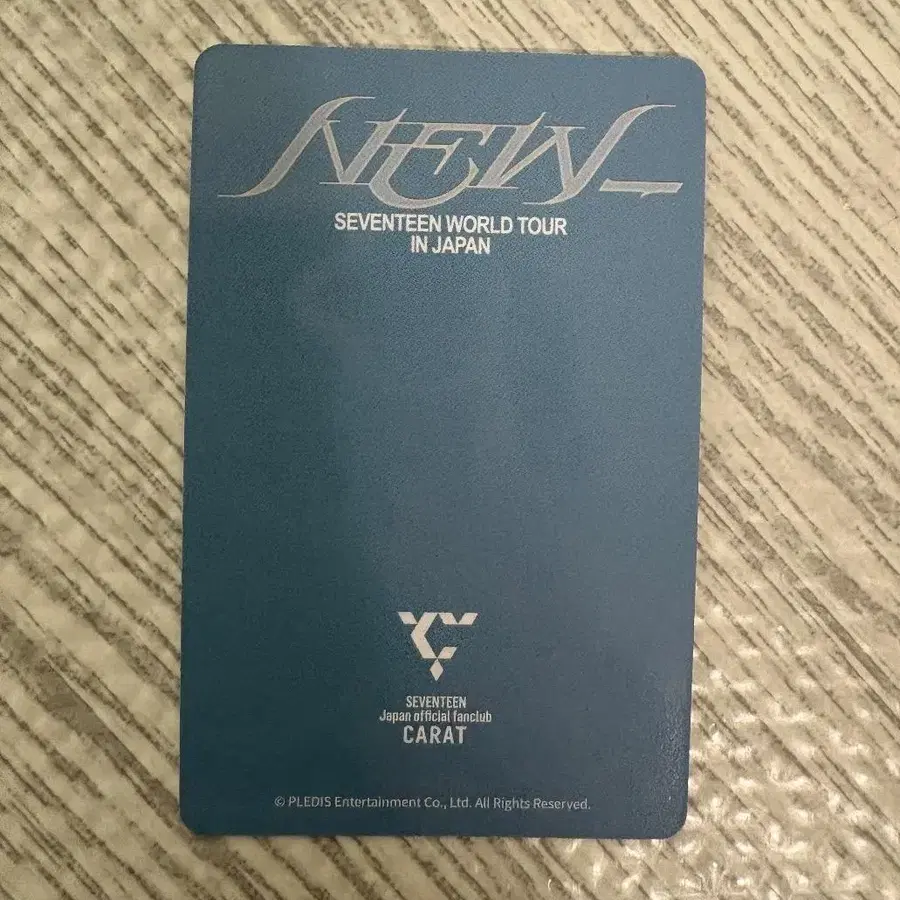 NEW_
SEVENTEEN WORLD TOUR
IN JAPAN
SEVENTEEN
Japan official fanclub
CARAT
© PLEDIS Entertainment Co., Ltd. All Rights Reserved.